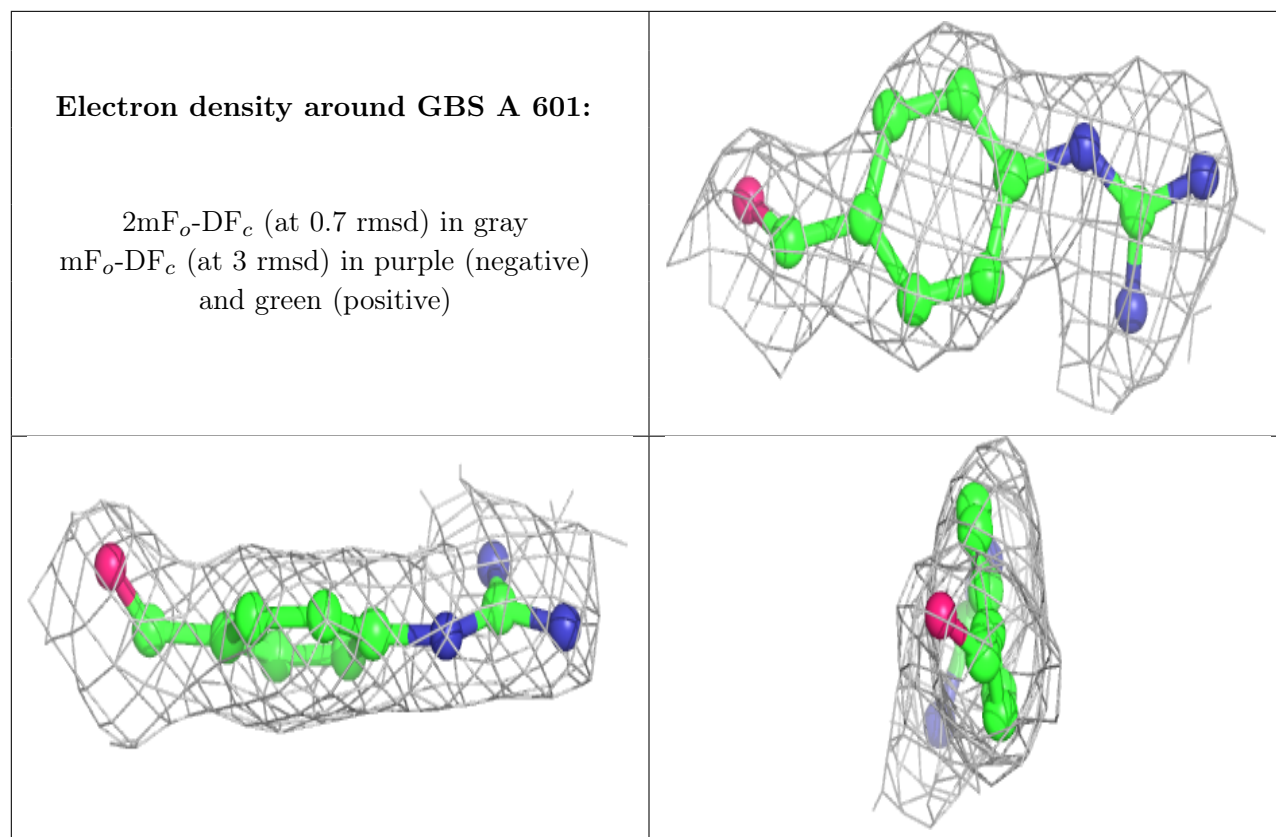 Electron density around GBS A 601:
2mFo-DFc (at 0.7 rmsd) in gray
mFo-DFc (at 3 rmsd) in purple (negative)
and green (positive)